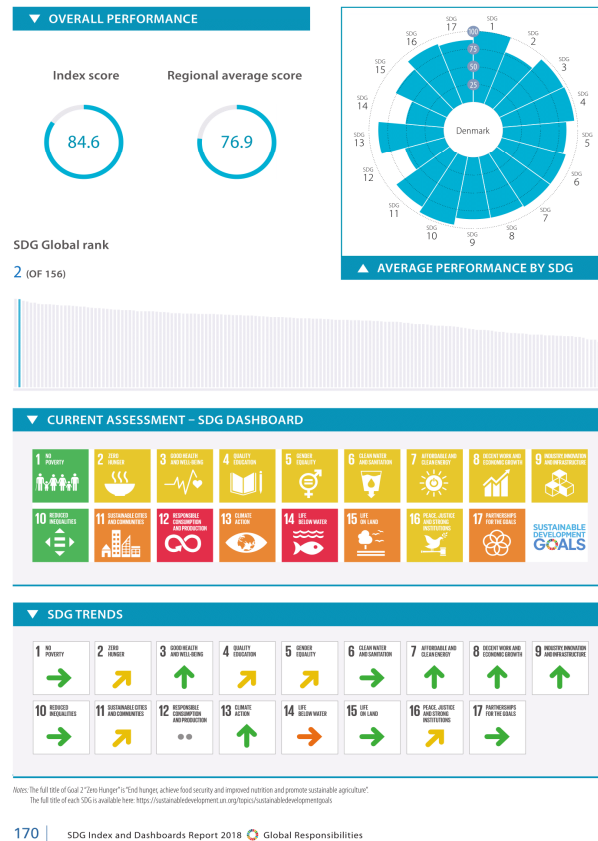 OVERALL PERFORMANCE
Index score
Regional average score
84.6
76.9
SDG Global rank
2 (OF 156)
SDG 1
SDG 2
SDG 3
SDG 4
SDG 5
SDG 6
SDG 7
SDG 8
SDG 9
SDG 10
SDG 11
SDG 12
SDG 13
SDG 14
SDG 15
SDG 16
SDG 17
100
75
50
25
Denmark
AVERAGE PERFORMANCE BY SDG
CURRENT ASSESSMENT – SDG DASHBOARD
1 NO POVERTY
2 ZERO HUNGER
3 GOOD HEALTH AND WELL-BEING
4 QUALITY EDUCATION
5 GENDER EQUALITY
6 CLEAN WATER AND SANITATION
7 AFFORDABLE AND CLEAN ENERGY
8 DECENT WORK AND ECONOMIC GROWTH
9 INDUSTRY, INNOVATION AND INFRASTRUCTURE
10 REDUCED INEQUALITIES
11 SUSTAINABLE CITIES AND COMMUNITIES
12 RESPONSIBLE CONSUMPTION AND PRODUCTION
13 CLIMATE ACTION
14 LIFE BELOW WATER
15 LIFE ON LAND
16 PEACE, JUSTICE AND STRONG INSTITUTIONS
17 PARTNERSHIPS FOR THE GOALS
SUSTAINABLE
DEVELOPMENT
GOALS
SDG TRENDS
1 NO POVERTY
2 ZERO HUNGER
3 GOOD HEALTH AND WELL-BEING
4 QUALITY EDUCATION
5 GENDER EQUALITY
6 CLEAN WATER AND SANITATION
7 AFFORDABLE AND CLEAN ENERGY
8 DECENT WORK AND ECONOMIC GROWTH
9 INDUSTRY, INNOVATION AND INFRASTRUCTURE
10 REDUCED INEQUALITIES
11 SUSTAINABLE CITIES AND COMMUNITIES
12 RESPONSIBLE CONSUMPTION AND PRODUCTION
13 CLIMATE ACTION
14 LIFE BELOW WATER
15 LIFE ON LAND
16 PEACE, JUSTICE AND STRONG INSTITUTIONS
17 PARTNERSHIPS FOR THE GOALS
Notes: The full title of Goal 2 "Zero Hunger" is "End hunger, achieve food security and improved nutrition and promote sustainable agriculture".
The full title of each SDG is available here: https://sustainabledevelopment.un.org/topics/sustainabledevelopmentgoals
170 | SDG Index and Dashboards Report 2018 Global Responsibilities